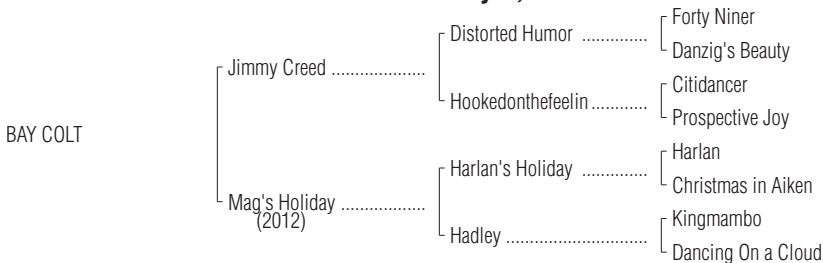 Forty Niner
Distorted Humor ..............
Danzig's Beauty
Jimmy Creed .....................
Citidancer
Hookedonthefeelin ............
Prospective Joy
BAY COLT
Harlan
Harlan's Holiday ..............
Christmas in Aiken
Mag's Holiday ...................
(2012)
Kingmambo
Hadley ..............................
Dancing On a Cloud